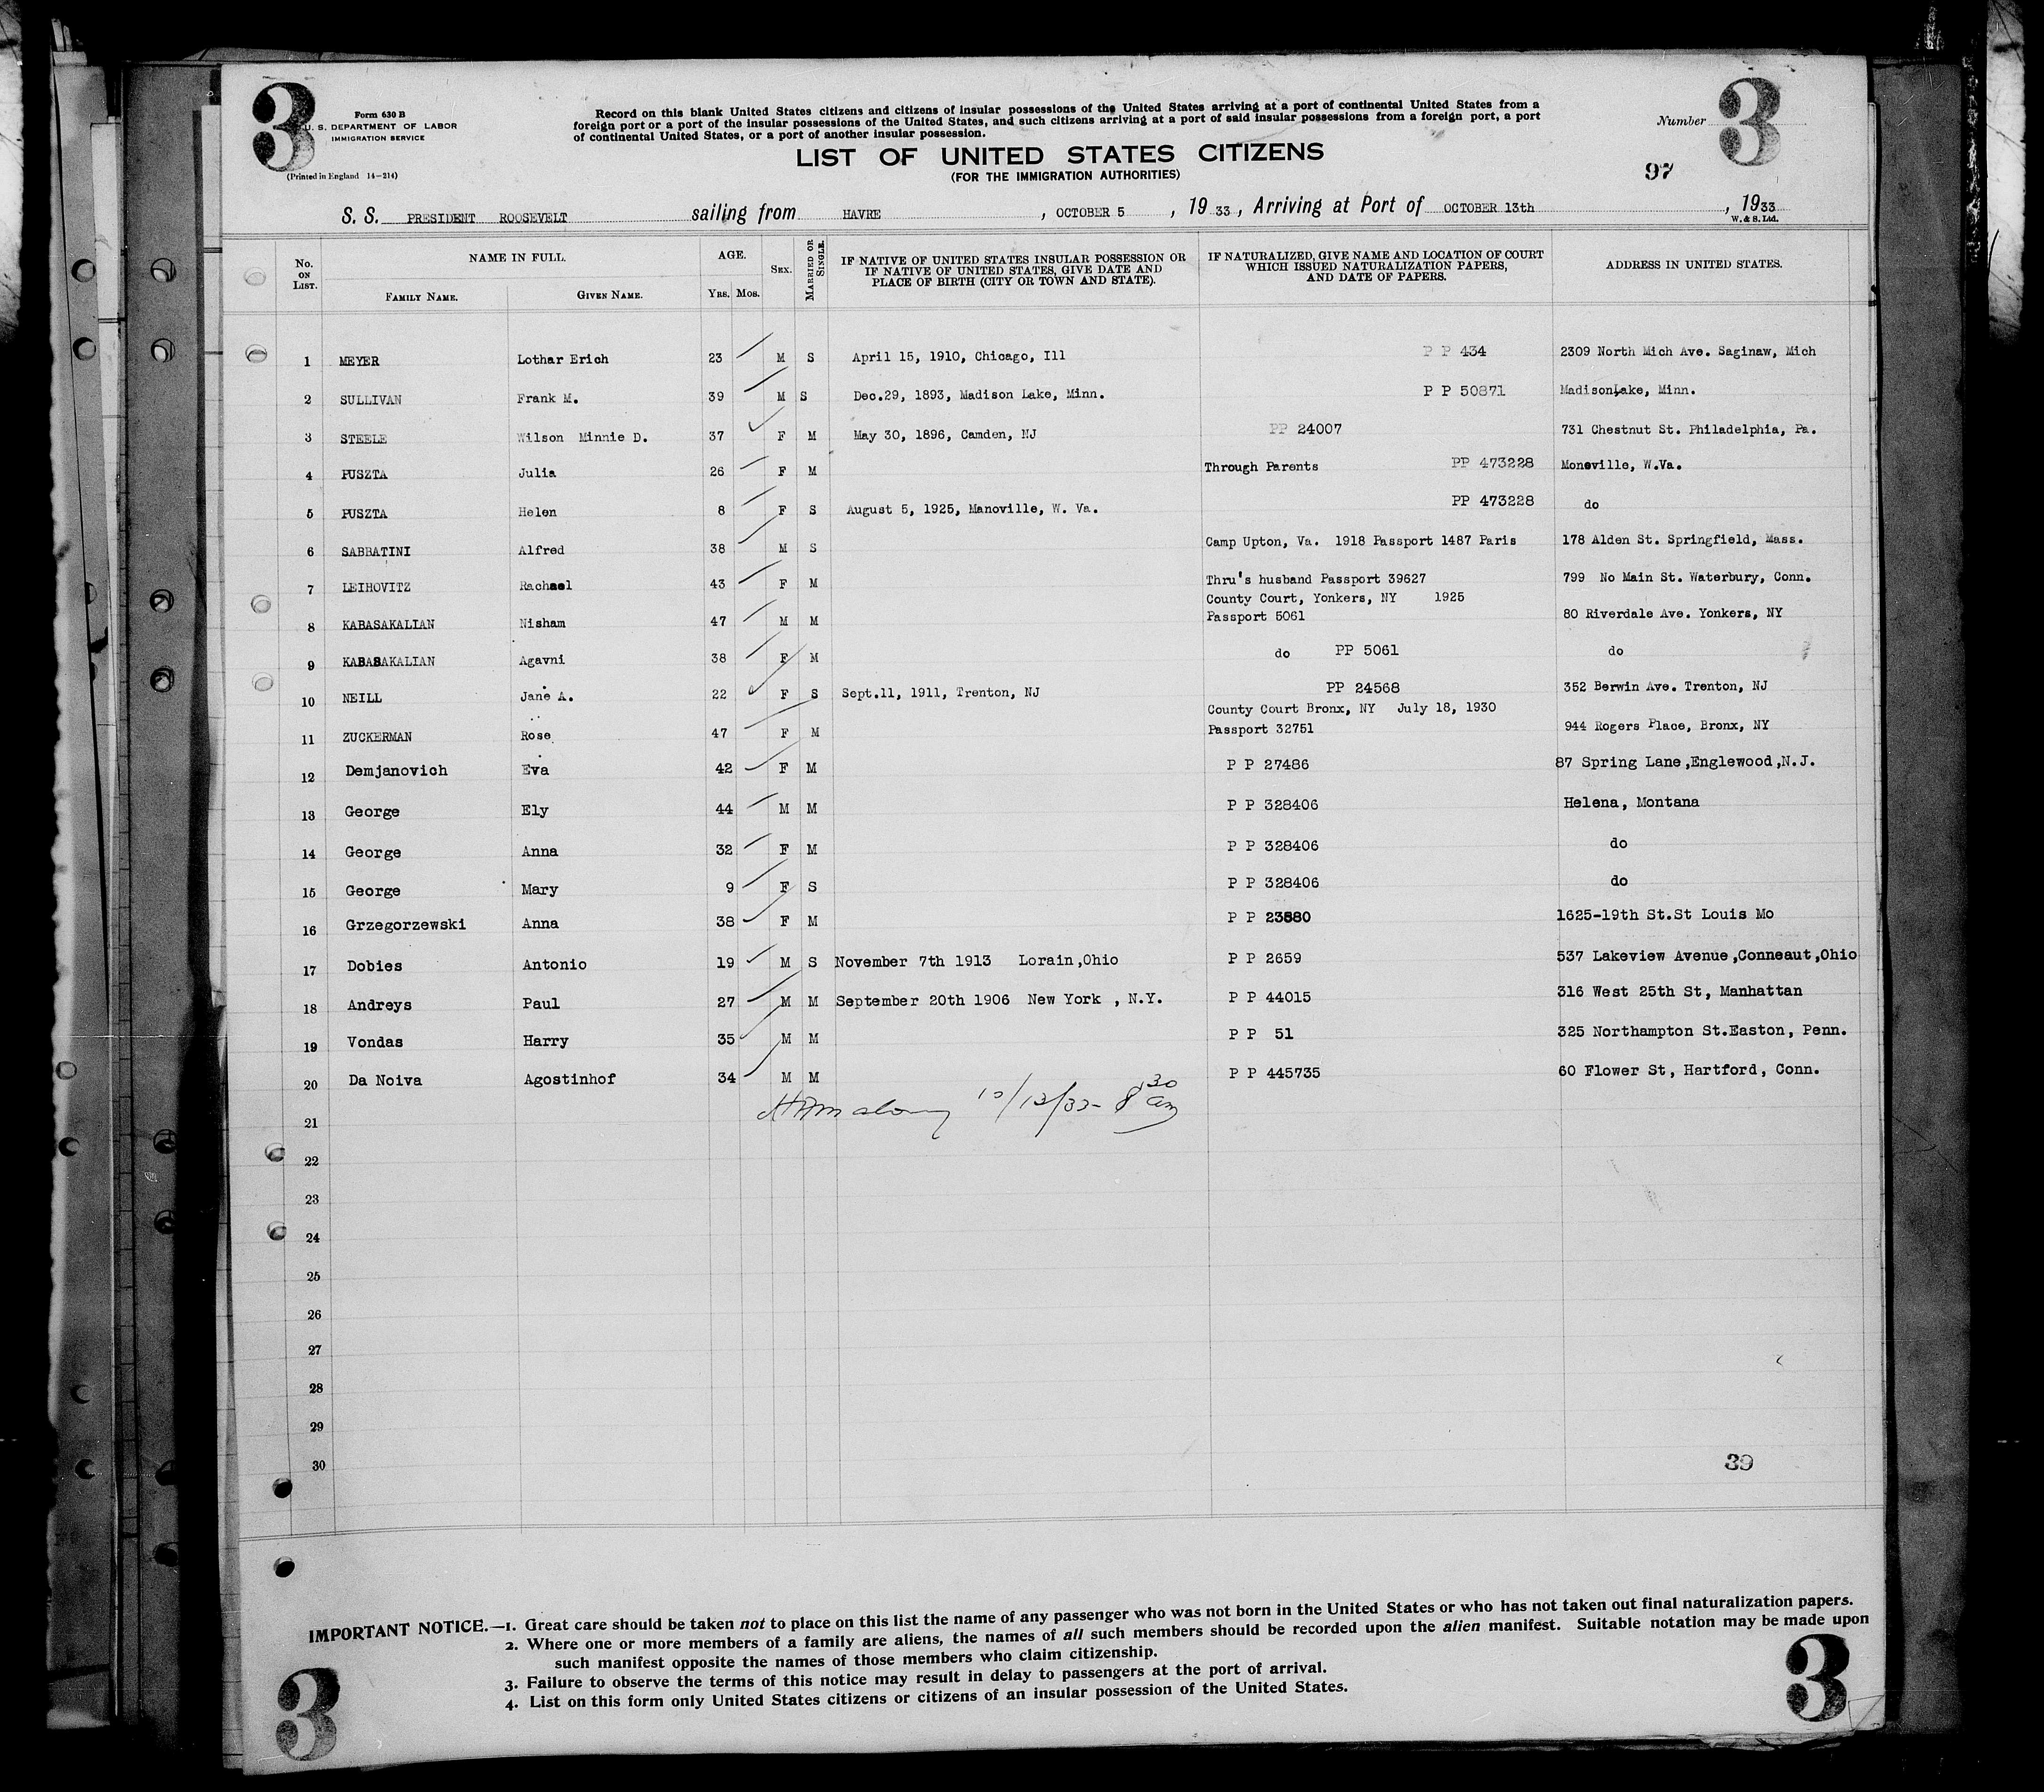 3
Form 630 B
U. S. DEPARTMENT OF LABOR
IMMIGRATION SERVICE
(Printed in England 14-214)
Record on this blank United States citizens and citizens of insular possessions of the United States arriving at a port of continental United States from a
foreign port or a port of the insular possessions of the United States, and such citizens arriving at a port of said insular possessions from a foreign port, a port
of continental United States, or a port of another insular possession.
Number 3
LIST OF UNITED STATES CITIZENS
(FOR THE IMMIGRATION AUTHORITIES)
97
S. S. PRESIDENT ROOSEVELT sailing from HAVRE , OCTOBER 5 , 19 33 , Arriving at Port of OCTOBER 13th , 1933
W. & S. Ltd.
No. ON LIST. NAME IN FULL. AGE. SEX. MARRIED OR SINGLE. IF NATIVE OF UNITED STATES INSULAR POSSESSION OR IF NATIVE OF UNITED STATES, GIVE DATE AND PLACE OF BIRTH (CITY OR TOWN AND STATE). IF NATURALIZED, GIVE NAME AND LOCATION OF COURT WHICH ISSUED NATURALIZATION PAPERS, AND DATE OF PAPERS. ADDRESS IN UNITED STATES.
FAMILY NAME. GIVEN NAME. YRS. MOS.
1 MEYER Lothar Erich 23 M S April 15, 1910, Chicago, Ill P P 434 2309 North Mich Ave. Saginaw, Mich
2 SULLIVAN Frank M. 39 M S Dec.29, 1893, Madison Lake, Minn. P P 50871 MadisonLake, Minn.
3 STEELE Wilson Minnie D. 37 F M May 30, 1896, Camden, NJ PP 24007 731 Chestnut St. Philadelphia, Pa.
4 PUSZTA Julia 26 F M Through Parents PP 473228 Monsville, W.Va.
5 PUSZTA Helen 8 F S August 5, 1925, Manoville, W. Va. PP 473228 do
6 SABBATINI Alfred 38 M S Camp Upton, Va. 1918 Passport 1487 Paris 178 Alden St. Springfield, Mass.
7 LEIHOVITZ Rachael 43 F M Thru's husband Passport 39627 799 No Main St. Waterbury, Conn.
County Court, Yonkers, NY 1925
8 KABASAKALIAN Nisham 47 M M Passport 5061 80 Riverdale Ave. Yonkers, NY
9 KABASAKALIAN Agavni 38 F M do PP 5061 do
10 NEILL Jane A. 22 F S Sept.11, 1911, Trenton, NJ PP 24568 352 Berwin Ave. Trenton, NJ
County Court Bronx, NY July 18, 1930
11 ZUCKERMAN Rose 47 F M Passport 32751 944 Rogers Place, Bronx, NY
12 Demjanovich Eva 42 F M P P 27486 87 Spring Lane ,Englewood ,N.J.
13 George Ely 44 M M P P 328406 Helena, Montana
14 George Anna 32 F M P P 328406 do
15 George Mary 9 F S P P 328406 do
16 Grzegorzewski Anna 38 F M P P 23880 1625-19th St.St Louis Mo
17 Dobies Antonio 19 M S November 7th 1913 Lorain ,Ohio P P 2659 537 Lakeview Avenue ,Conneaut ,Ohio
18 Andreys Paul 27 M M September 20th 1906 New York , N.Y. P P 44015 316 West 25th St, Manhattan
19 Vondas Harry 35 M M P P 51 325 Northampton St.Easton, Penn.
20 Da Noiva Agostinhof 34 M M P P 445735 60 Flower St, Hartford, Conn.
10/13/33- 8 30 am
21
22
23
24
25
26
27
28
29
30
39
IMPORTANT NOTICE.—1. Great care should be taken not to place on this list the name of any passenger who was not born in the United States or who has not taken out final naturalization papers.
2. Where one or more members of a family are aliens, the names of all such members should be recorded upon the alien manifest. Suitable notation may be made upon
such manifest opposite the names of those members who claim citizenship.
3. Failure to observe the terms of this notice may result in delay to passengers at the port of arrival.
4. List on this form only United States citizens or citizens of an insular possession of the United States.
3
3